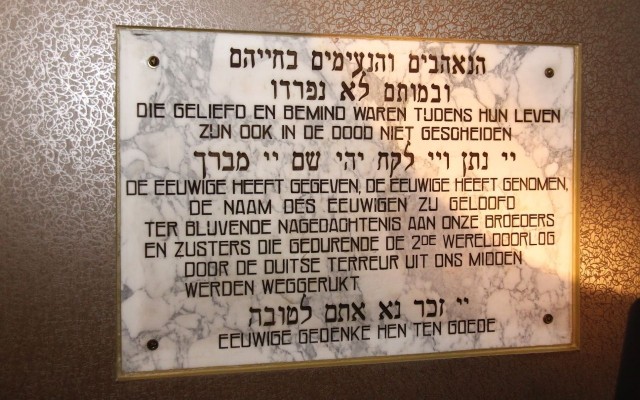 הנאהבים והנעימים בחייהם
ובמותם לא נפרדו
DIE GELIEFD EN BEMIND WAREN TIJDENS HUN LEVEN
ZIJN OOK IN DE DOOD NIET GESCHEIDEN
יי נתן ויי לקח יהי שם יי מברך
DE EEUWIGE HEEFT GEGEVEN, DE EEUWIGE HEEFT GENOMEN,
DE NAAM DES EEUWIGEN ZIJ GELOOFD
TER BLIJVENDE NAGEDACHTENIS AAN ONZE BROEDERS
EN ZUSTERS DIE GEDURENDE DE 2DE WERELDOORLOG
DOOR DE DUITSE TERREUR UIT ONS MIDDEN
WERDEN WEGGERUKT
יי זכר נא אתם לטובה
EEUWIGE GEDENKE HEN TEN GOEDE